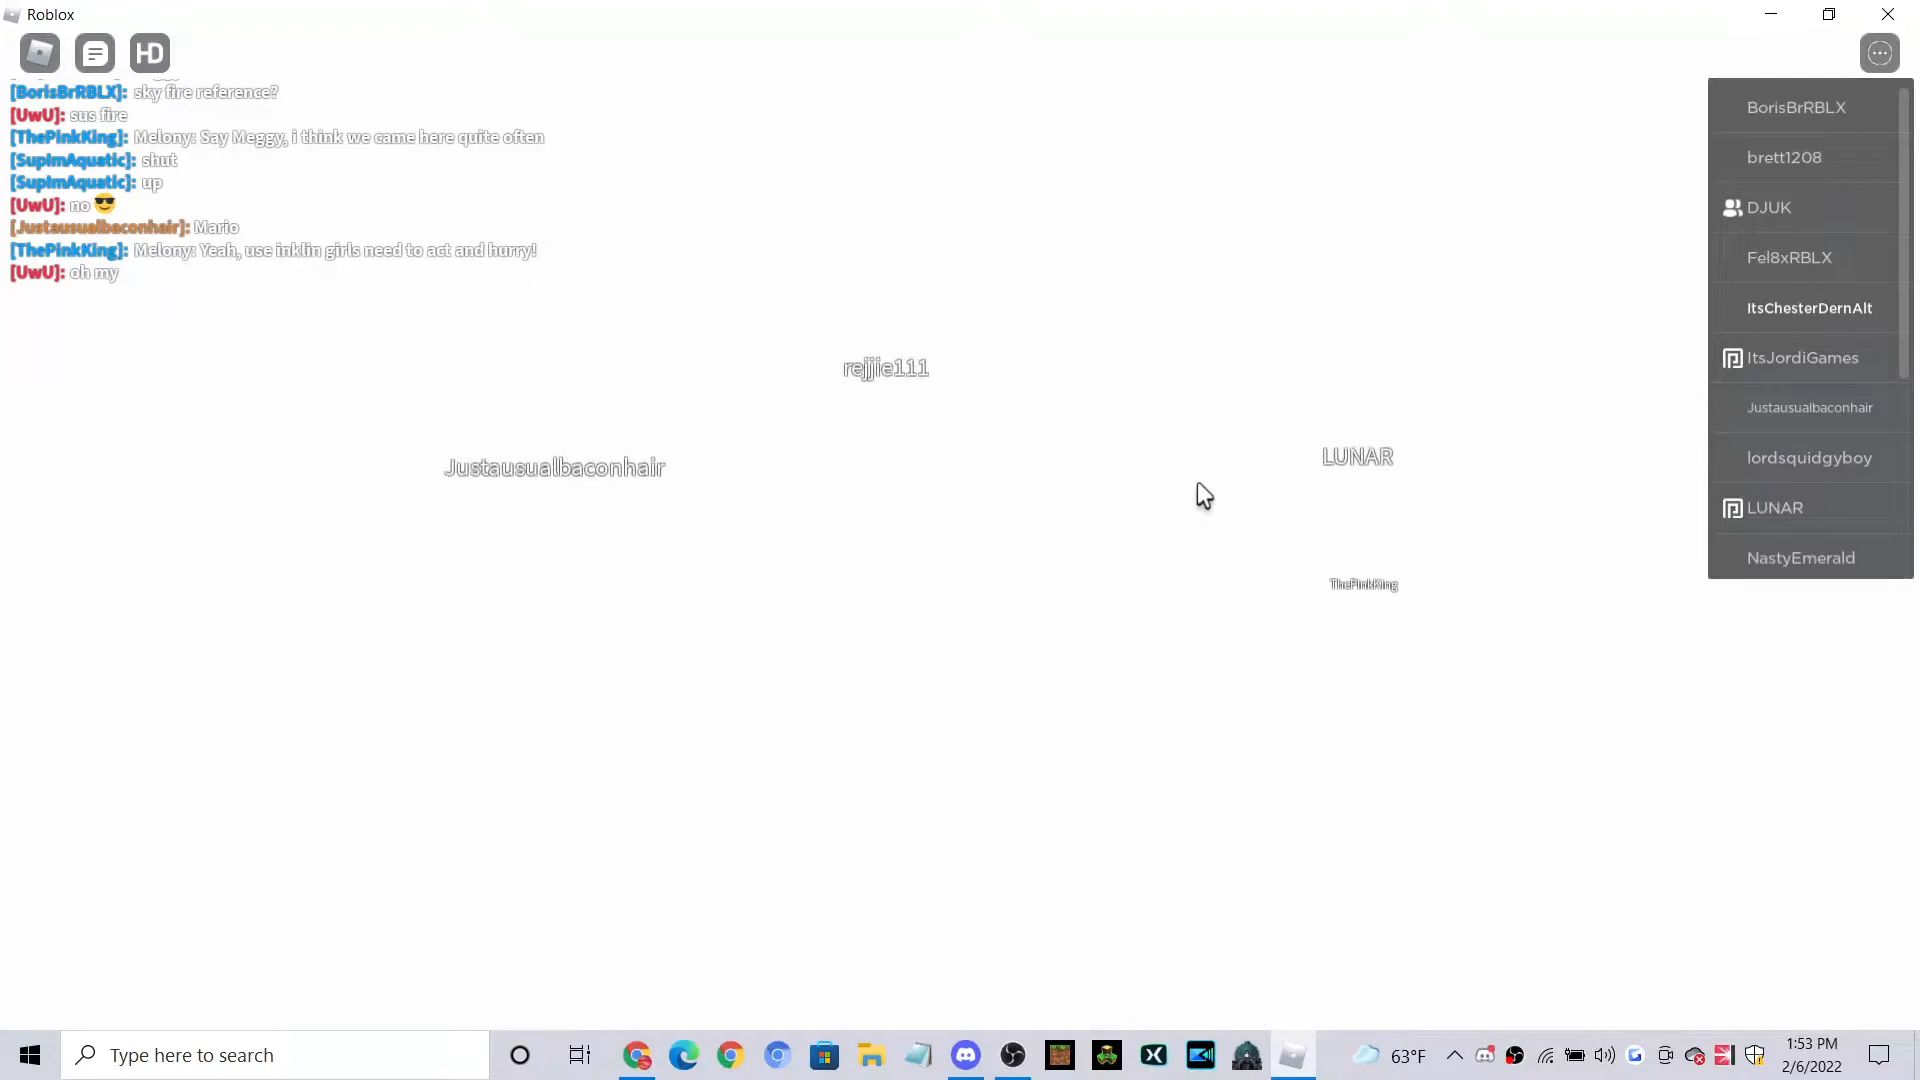 Roblox
HD
[BorisBrRBLX]: sky fire reference?
[UwU]: sus fire
[ThePinkKing]: Melony: Say Meggy, i think we came here quite often
[SupImAquatic]: shut
[SupImAquatic]: up
[UwU]: no 😎
[Justausualbaconhair]: Mario
[ThePinkKing]: Melony: Yeah, use inklin girls need to act and hurry!
[UwU]: oh my
rejjie111
Justausualbaconhair
LUNAR
ThePinkKing
BorisBrRBLX
brett1208
DJUK
Fel8xRBLX
ItsChesterDernAlt
ItsJordiGames
Justausualbaconhair
lordsquidgyboy
LUNAR
NastyEmerald
Type here to search
63°F
1:53 PM
2/6/2022